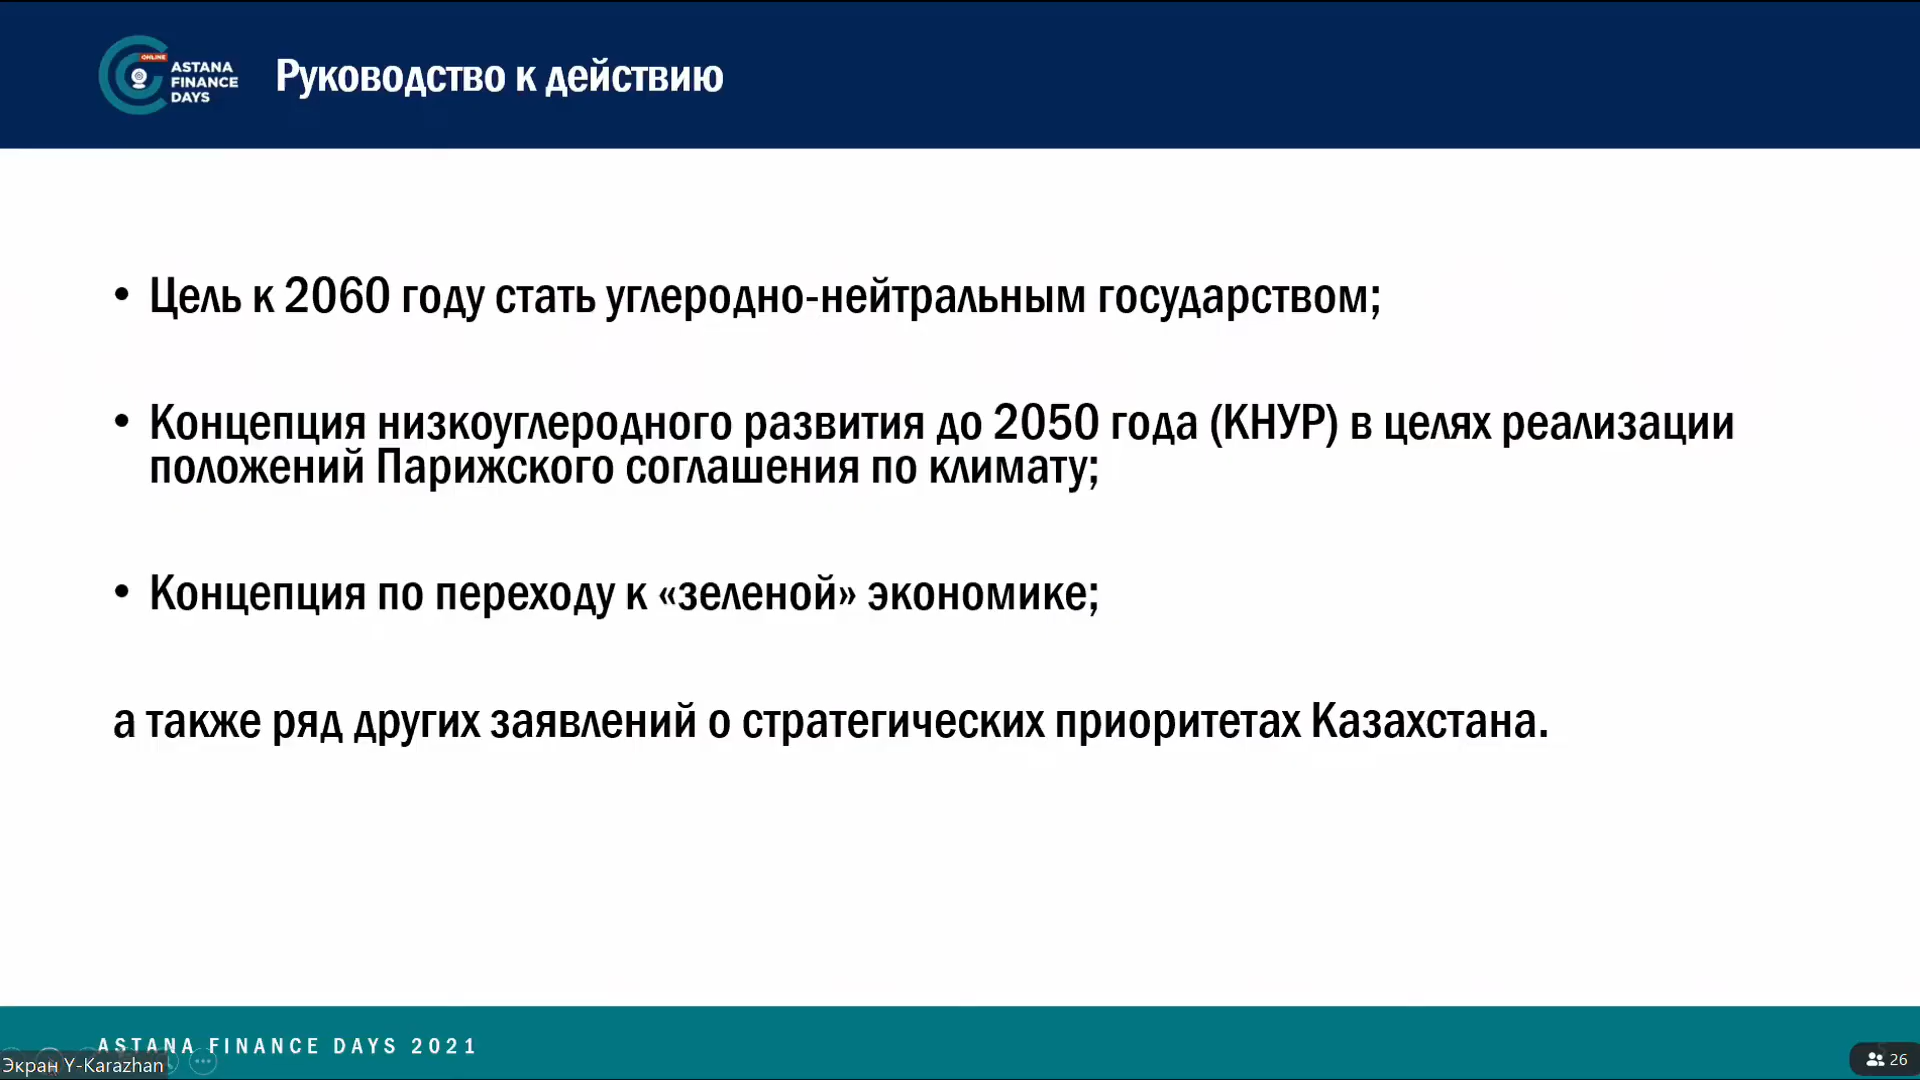 ONLINE
ASTANA
FINANCE
DAYS
Руководство к действию
• Цель к 2060 году стать углеродно-нейтральным государством;
• Концепция низкоуглеродного развития до 2050 года (КНУР) в целях реализации
положений Парижского соглашения по климату;
• Концепция по переходу к «зеленой» экономике;
а также ряд других заявлений о стратегических приоритетах Казахстана.
ASTANA FINANCE DAYS 2021
Экран Y-Karazhan
26